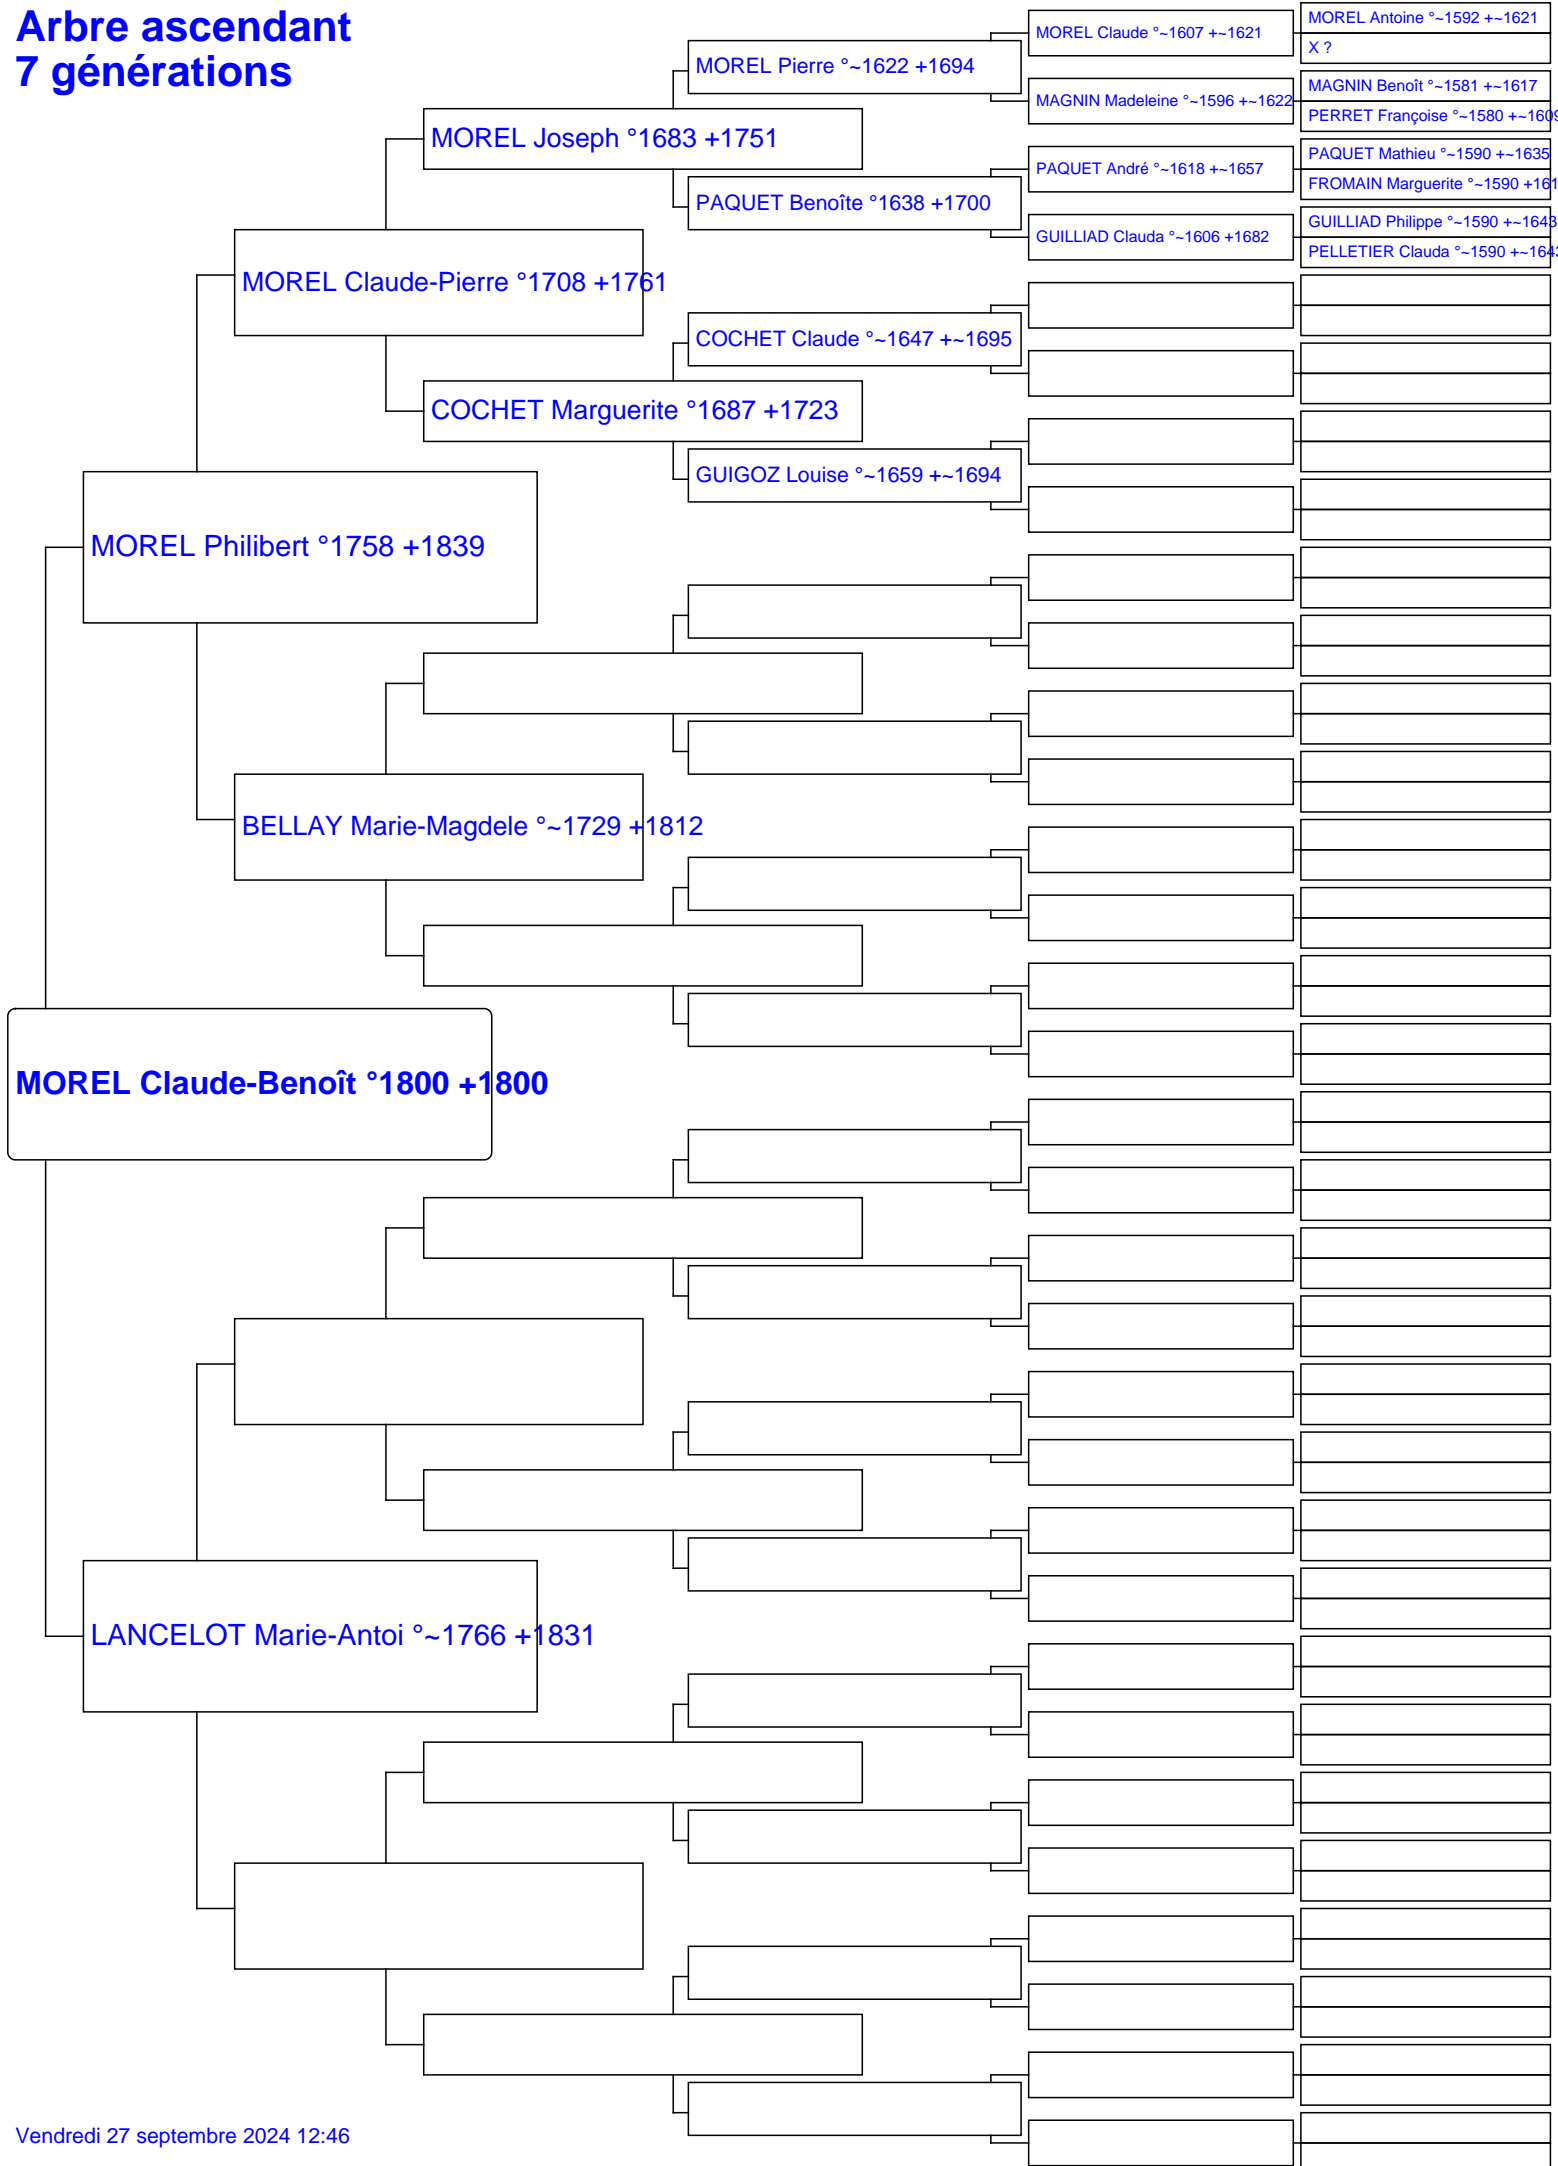 Arbre ascendant
7 générations
MOREL Claude-Benoît °1800 +1800
MOREL Philibert °1758 +1839
LANCELOT Marie-Antoi °~1766 +1831
MOREL Claude-Pierre °1708 +1761
BELLAY Marie-Magdele °~1729 +1812
MOREL Joseph °1683 +1751
COCHET Marguerite °1687 +1723
MOREL Pierre °~1622 +1694
PAQUET Benoîte °1638 +1700
COCHET Claude °~1647 +~1695
GUIGOZ Louise °~1659 +~1694
MOREL Claude °~1607 +~1621
MAGNIN Madeleine °~1596 +~1622
PAQUET André °~1618 +~1657
GUILLIAD Clauda °~1606 +1682
MOREL Antoine °~1592 +~1621
X ?
MAGNIN Benoît °~1581 +~1617
PERRET Françoise °~1580 +~1609
PAQUET Mathieu °~1590 +~1635
FROMAIN Marguerite °~1590 +161
GUILLIAD Philippe °~1590 +~1643
PELLETIER Clauda °~1590 +~1643
Vendredi 27 septembre 2024 12:46